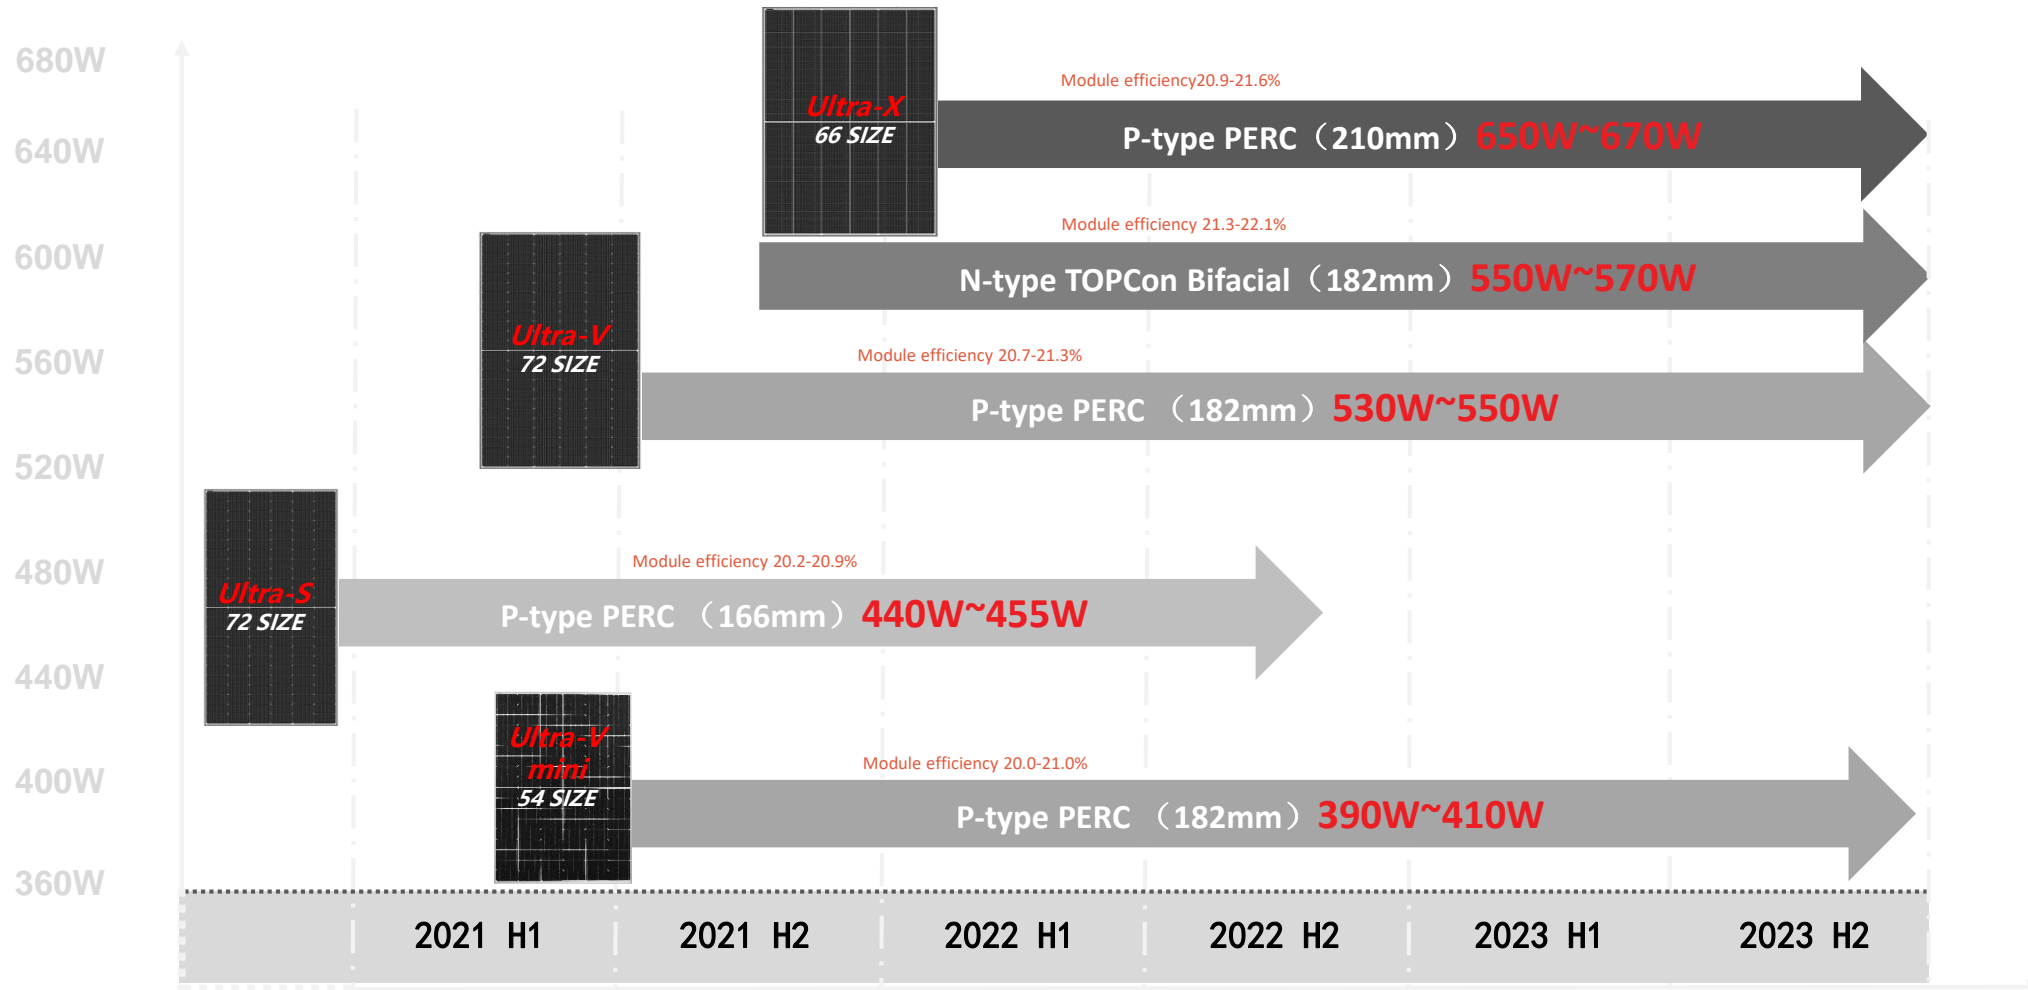 680W
640W
600W
560W
520W
480W
440W
400W
360W
Module efficiency20.9-21.6%
Ultra-X
66 SIZE
P-type PERC（210mm）650W~670W
Module efficiency 21.3-22.1%
N-type TOPCon Bifacial（182mm）550W~570W
Ultra-V
72 SIZE
Module efficiency 20.7-21.3%
P-type PERC （182mm）530W~550W
Module efficiency 20.2-20.9%
Ultra-S
72 SIZE
P-type PERC （166mm）440W~455W
Ultra-V
mini
54 SIZE
Module efficiency 20.0-21.0%
P-type PERC （182mm）390W~410W
2021 H1 2021 H2 2022 H1 2022 H2 2023 H1 2023 H2